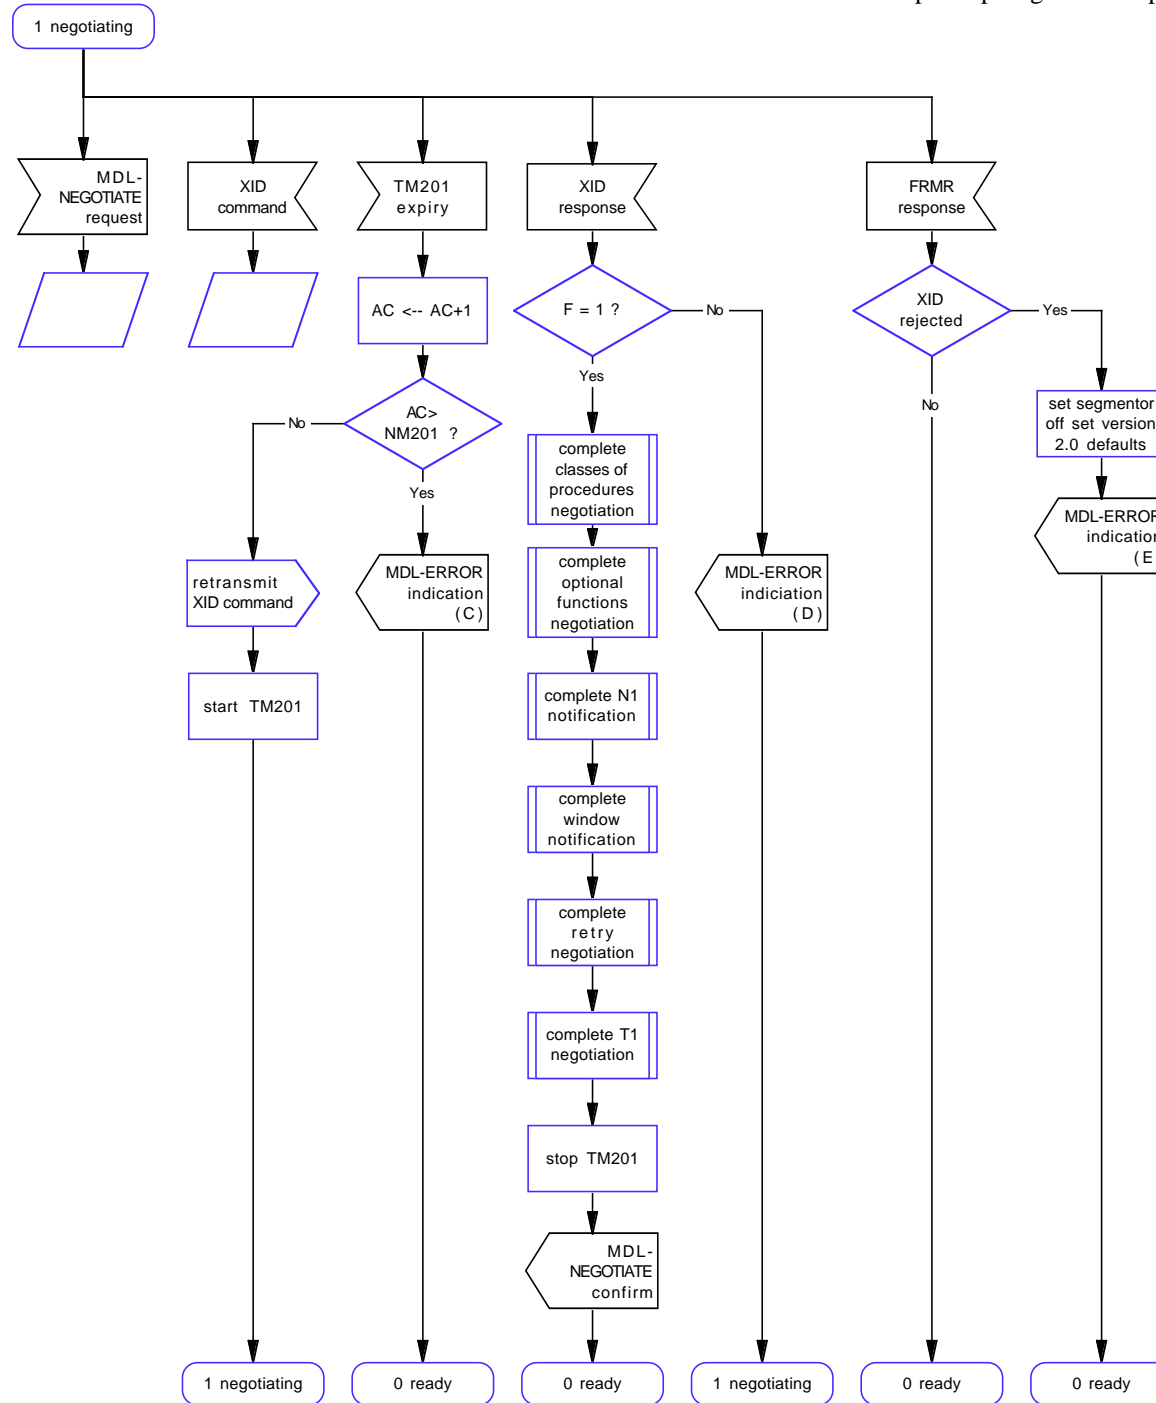 1 negotiating
MDL-
NEGOTIATE
request
XID
command
TM201
expiry
XID
response
FRMR
response
AC <-- AC+1
F = 1 ?
No
XID
rejected
Yes
Yes
No
AC>
NM201 ?
No
Yes
set segmentor
off set version
2.0 defaults
complete
classes of
procedures
negotiation
MDL-ERROR
indication
(E
retransmit
XID command
MDL-ERROR
indication
(C)
complete
optional
functions
negotiation
MDL-ERROR
indiciation
(D)
start TM201
complete N1
notification
complete
window
notification
complete
retry
negotiation
complete T1
negotiation
stop TM201
MDL-
NEGOTIATE
confirm
1 negotiating
0 ready
0 ready
1 negotiating
0 ready
0 ready